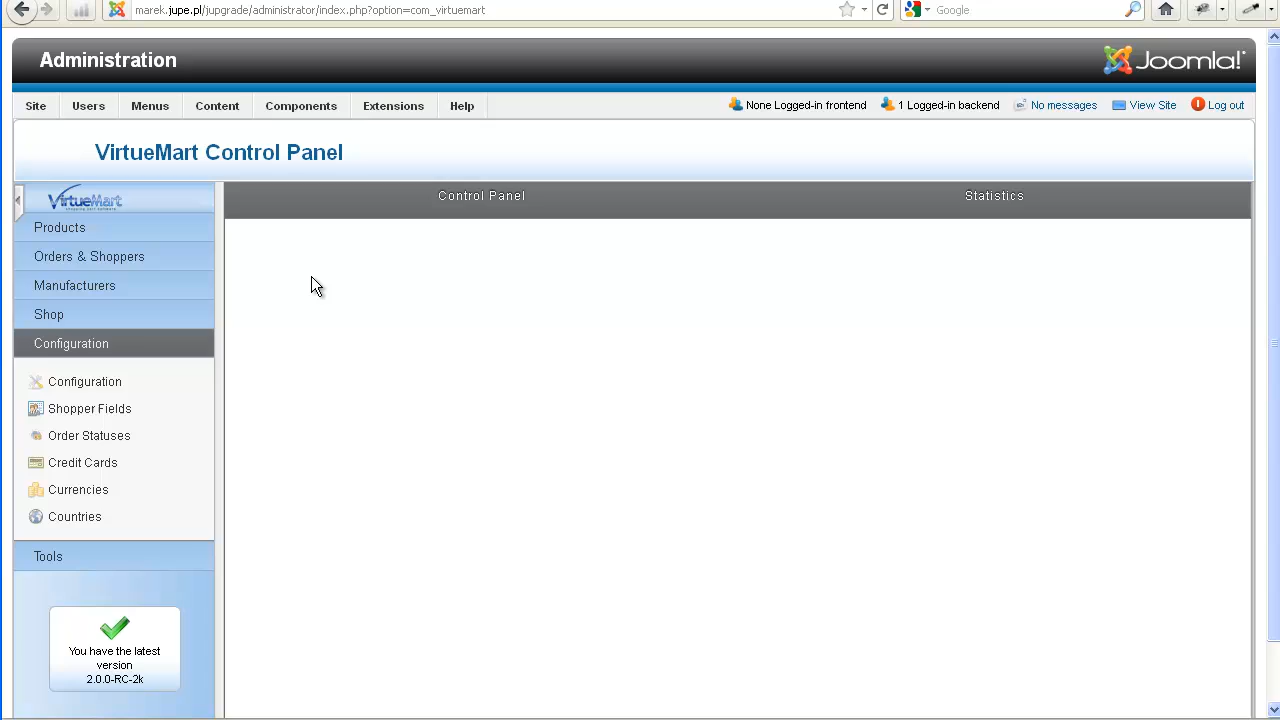 marek.jupe.pl/jupgrade/administrator/index.php?option=com_virtuemart
Google
Administration
Joomla!
Site Users Menus Content Components Extensions Help None Logged-in frontend 1 Logged-in backend No messages View Site Log out
VirtueMart Control Panel
VirtueMart
Control Panel Statistics
Products
Orders & Shoppers
Manufacturers
Shop
Configuration
Configuration
Shopper Fields
Order Statuses
Credit Cards
Currencies
Countries
Tools
You have the latest
version
2.0.0-RC-2k